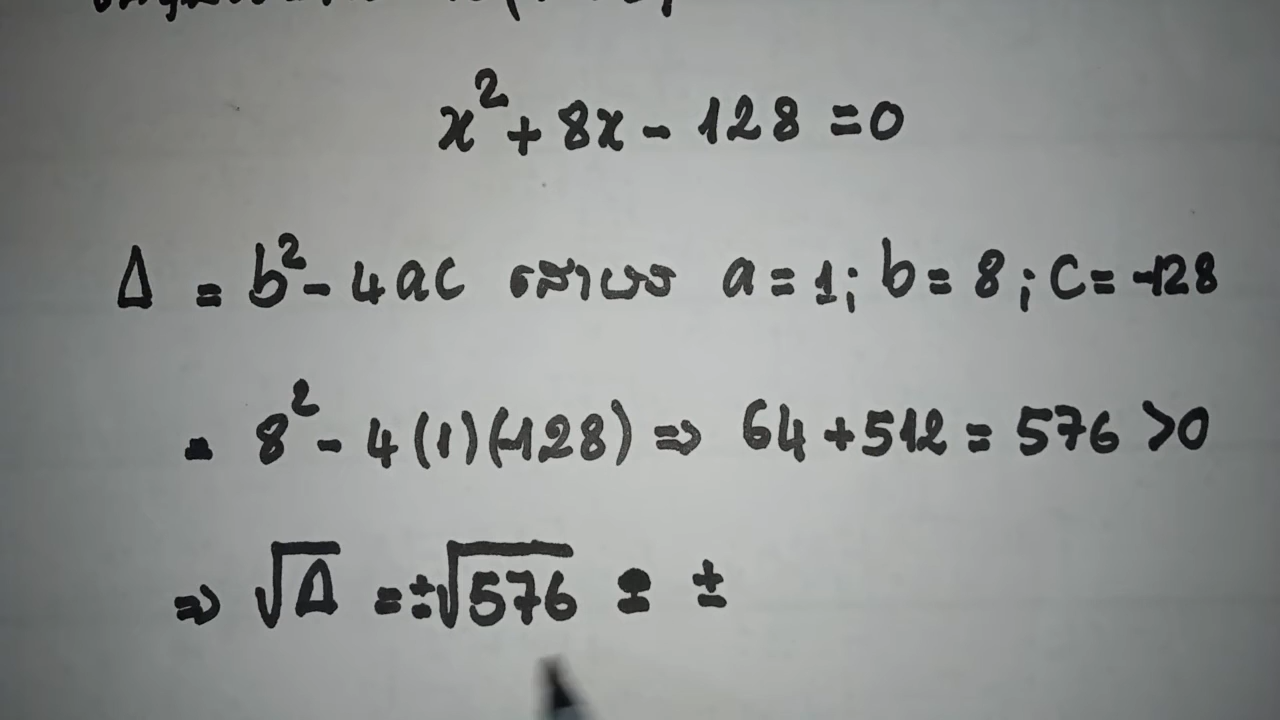 x² + 8x - 128 = 0
Δ = b² - 4ac a = 1; b = 8; c = -128
= 8² - 4(1)(-128) ⇒ 64 + 512 = 576 > 0
⇒ √Δ = ±√576 = ±